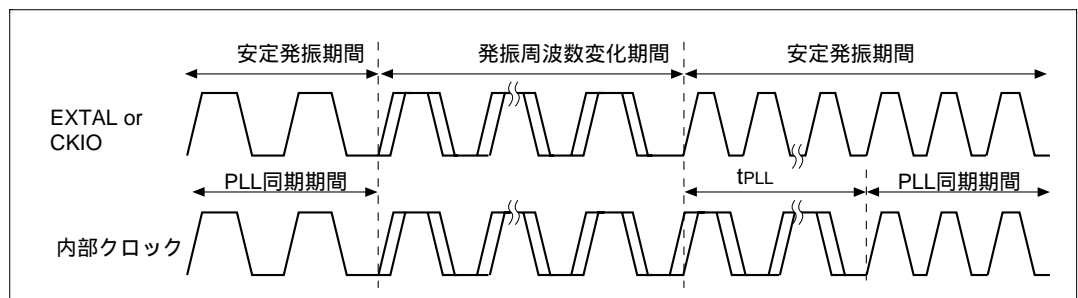 安定発振期間
発振周波数変化期間
安定発振期間
EXTAL or
CKIO
PLL同期期間
tPLL
PLL同期期間
内部クロック